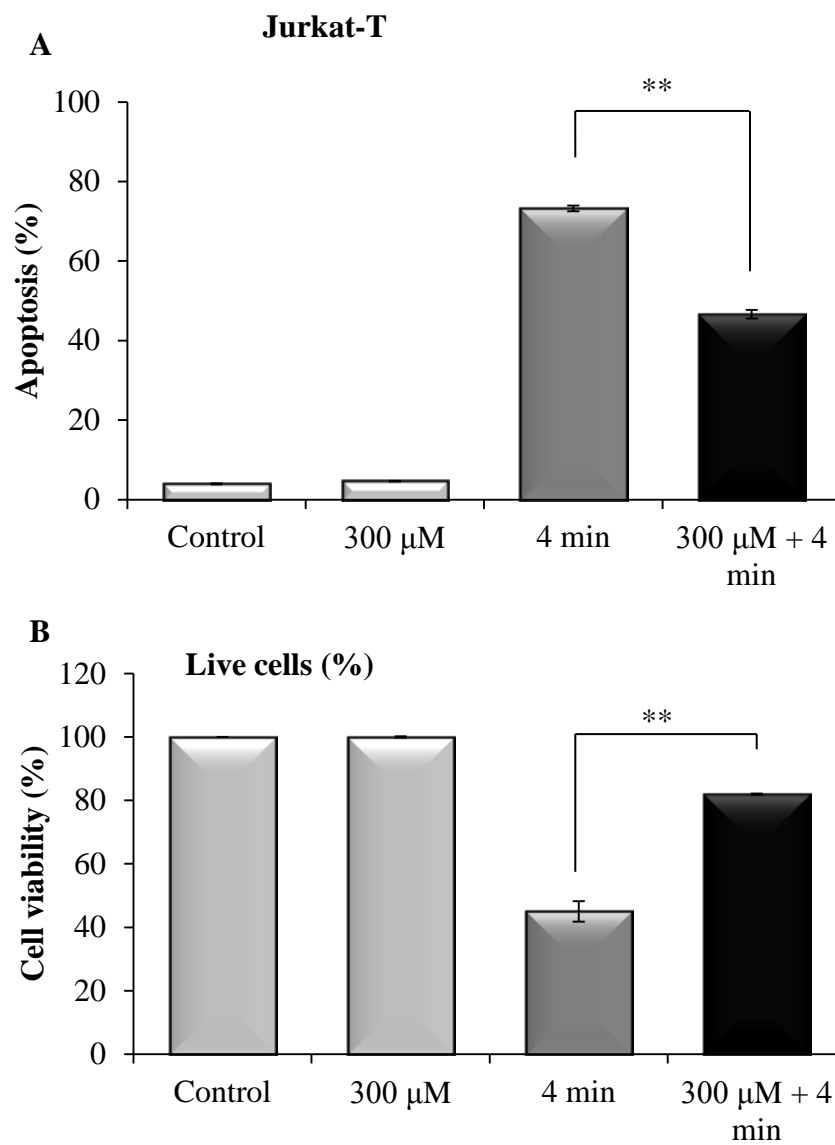 Jurkat-T
A
100
80
60
40
20
0
Apoptosis (%)
**
Control
300 μM
4 min
300 μM + 4
min
B
Live cells (%)
120
100
80
60
40
20
0
Cell viability (%)
**
Control
300 μM
4 min
300 μM + 4
min